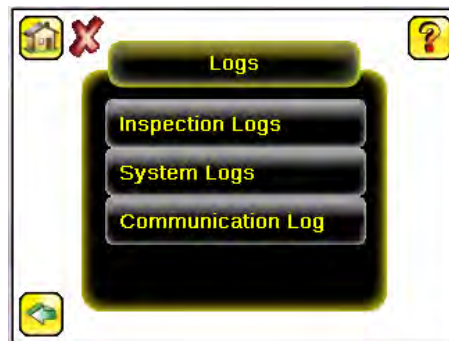 Logs
?
Inspection Logs
System Logs
Communication Log